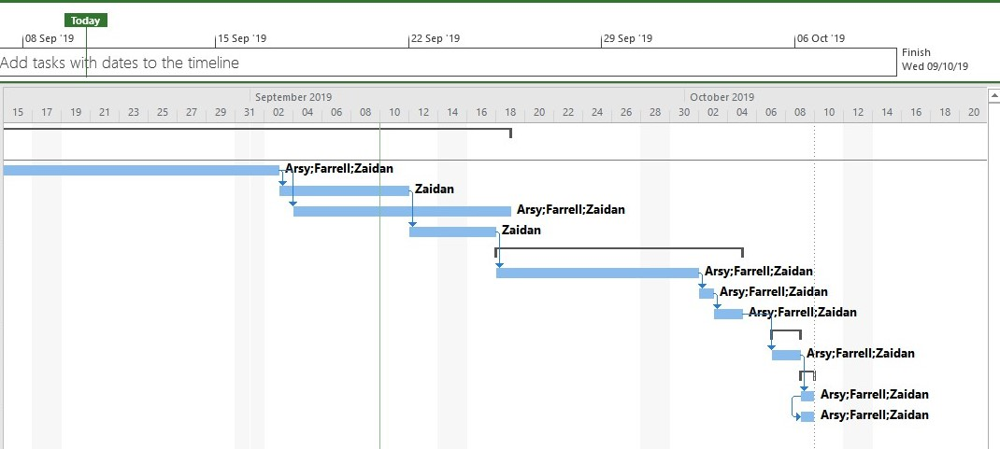 Today
08 Sep '19 15 Sep '19 22 Sep '19 29 Sep '19 06 Oct '19
Add tasks with dates to the timeline
Finish
Wed 09/10/19
September 2019 October 2019
15 17 19 21 23 25 27 29 31 02 04 06 08 10 12 14 16 18 20 22 24 26 28 30 02 04 06 08 10 12 14 16 18 20
Arsy;Farrell;Zaidan
Zaidan
Arsy;Farrell;Zaidan
Zaidan
Arsy;Farrell;Zaidan
Arsy;Farrell;Zaidan
Arsy;Farrell;Zaidan
Arsy;Farrell;Zaidan
Arsy;Farrell;Zaidan
Arsy;Farrell;Zaidan